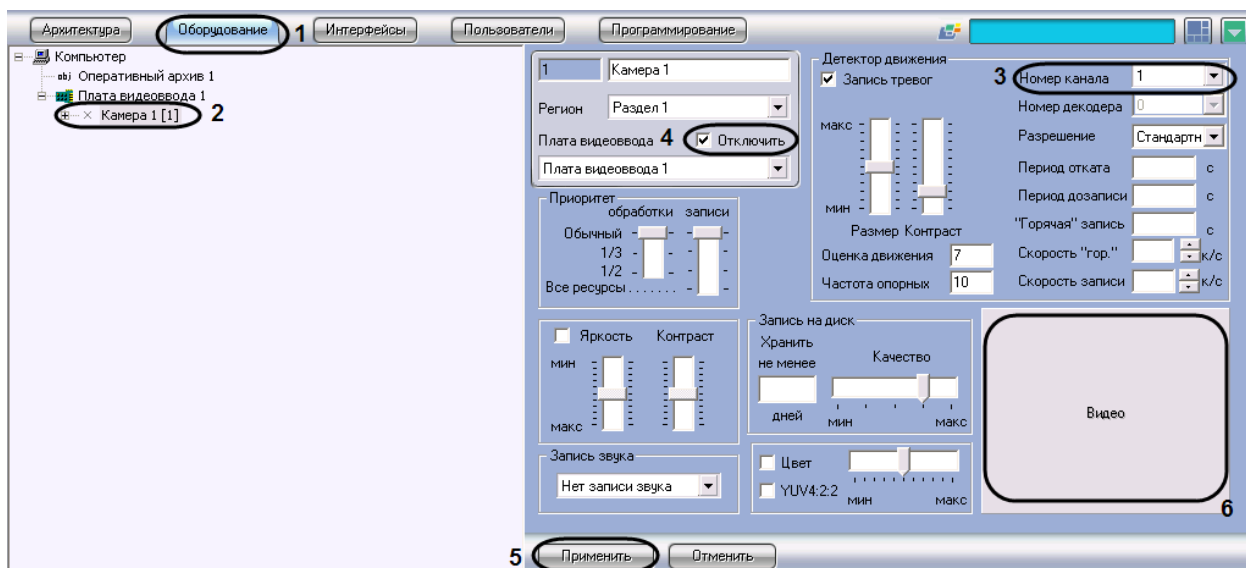 Архитектура Оборудование 1 Интерфейсы Пользователи Программирование
Компьютер
obj Оперативный архив 1
Плата видеоввода 1
Камера 1 [1] 2
1 Камера 1
Регион Раздел 1
Плата видеоввода 4 Отключить
Плата видеоввода 1
Приоритет
обработки записи
Обычный
1/3
1/2
Все ресурсы.......
Детектор движения
Запись тревог
макс
мин
Размер Контраст
Оценка движения 7
Частота опорных 10
3 Номер канала 1
Номер декодера 0
Разрешение Стандартн
Период отката с
Период дозаписи с
"Горячая" запись с
Скорость "гор." к/с
Скорость записи к/с
Яркость Контраст
мин
макс
Запись на диск
Хранить
не менее
дней
Качество
мин макс
Видео
6
Запись звука
Нет записи звука
Цвет
YUV4:2:2
мин макс
5 Применить Отменить